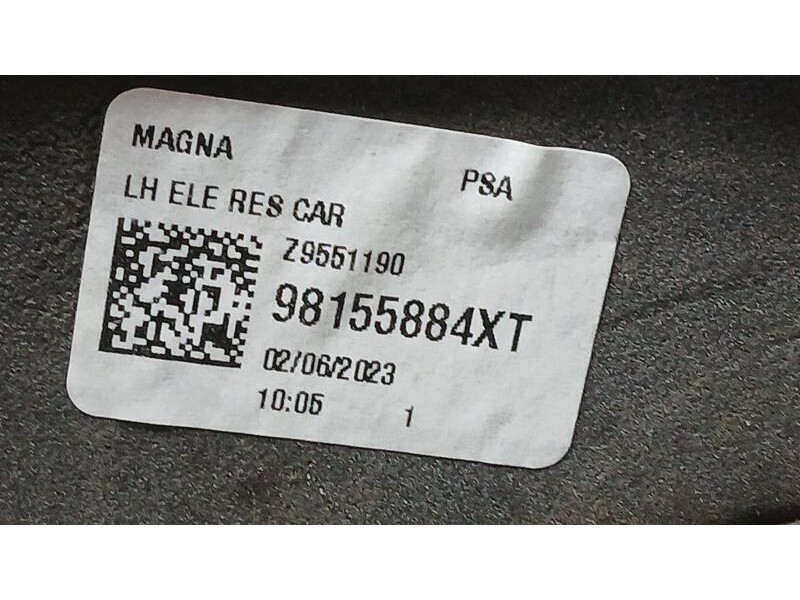 MAGNA
PSA
LH ELE RES CAR
Z9551190
98155884XT
02/06/2023
10:05 1